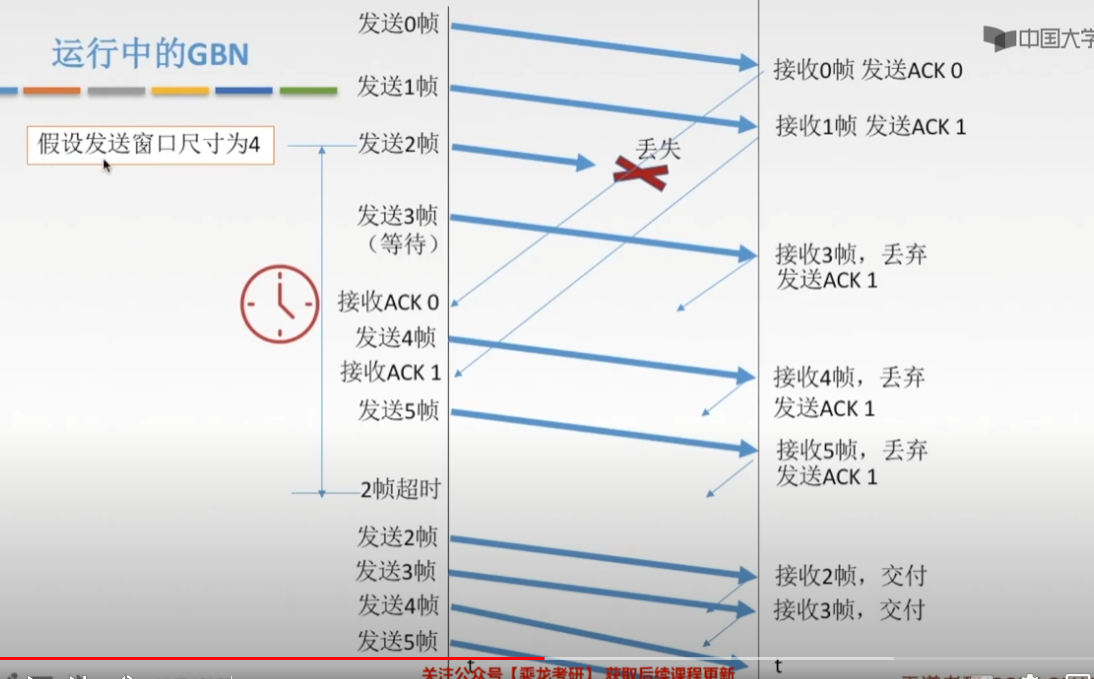 运行中的GBN
中国大学
假设发送窗口尺寸为4
发送0帧
发送1帧
发送2帧
发送3帧
（等待）
接收ACK 0
发送4帧
接收ACK 1
发送5帧
2帧超时
发送2帧
发送3帧
发送4帧
发送5帧
t
丢失
接收0帧 发送ACK 0
接收1帧 发送ACK 1
接收3帧，丢弃
发送ACK 1
接收4帧，丢弃
发送ACK 1
接收5帧，丢弃
发送ACK 1
接收2帧，交付
接收3帧，交付
t
关注公众号【乘龙考研】 获取后续课程更新